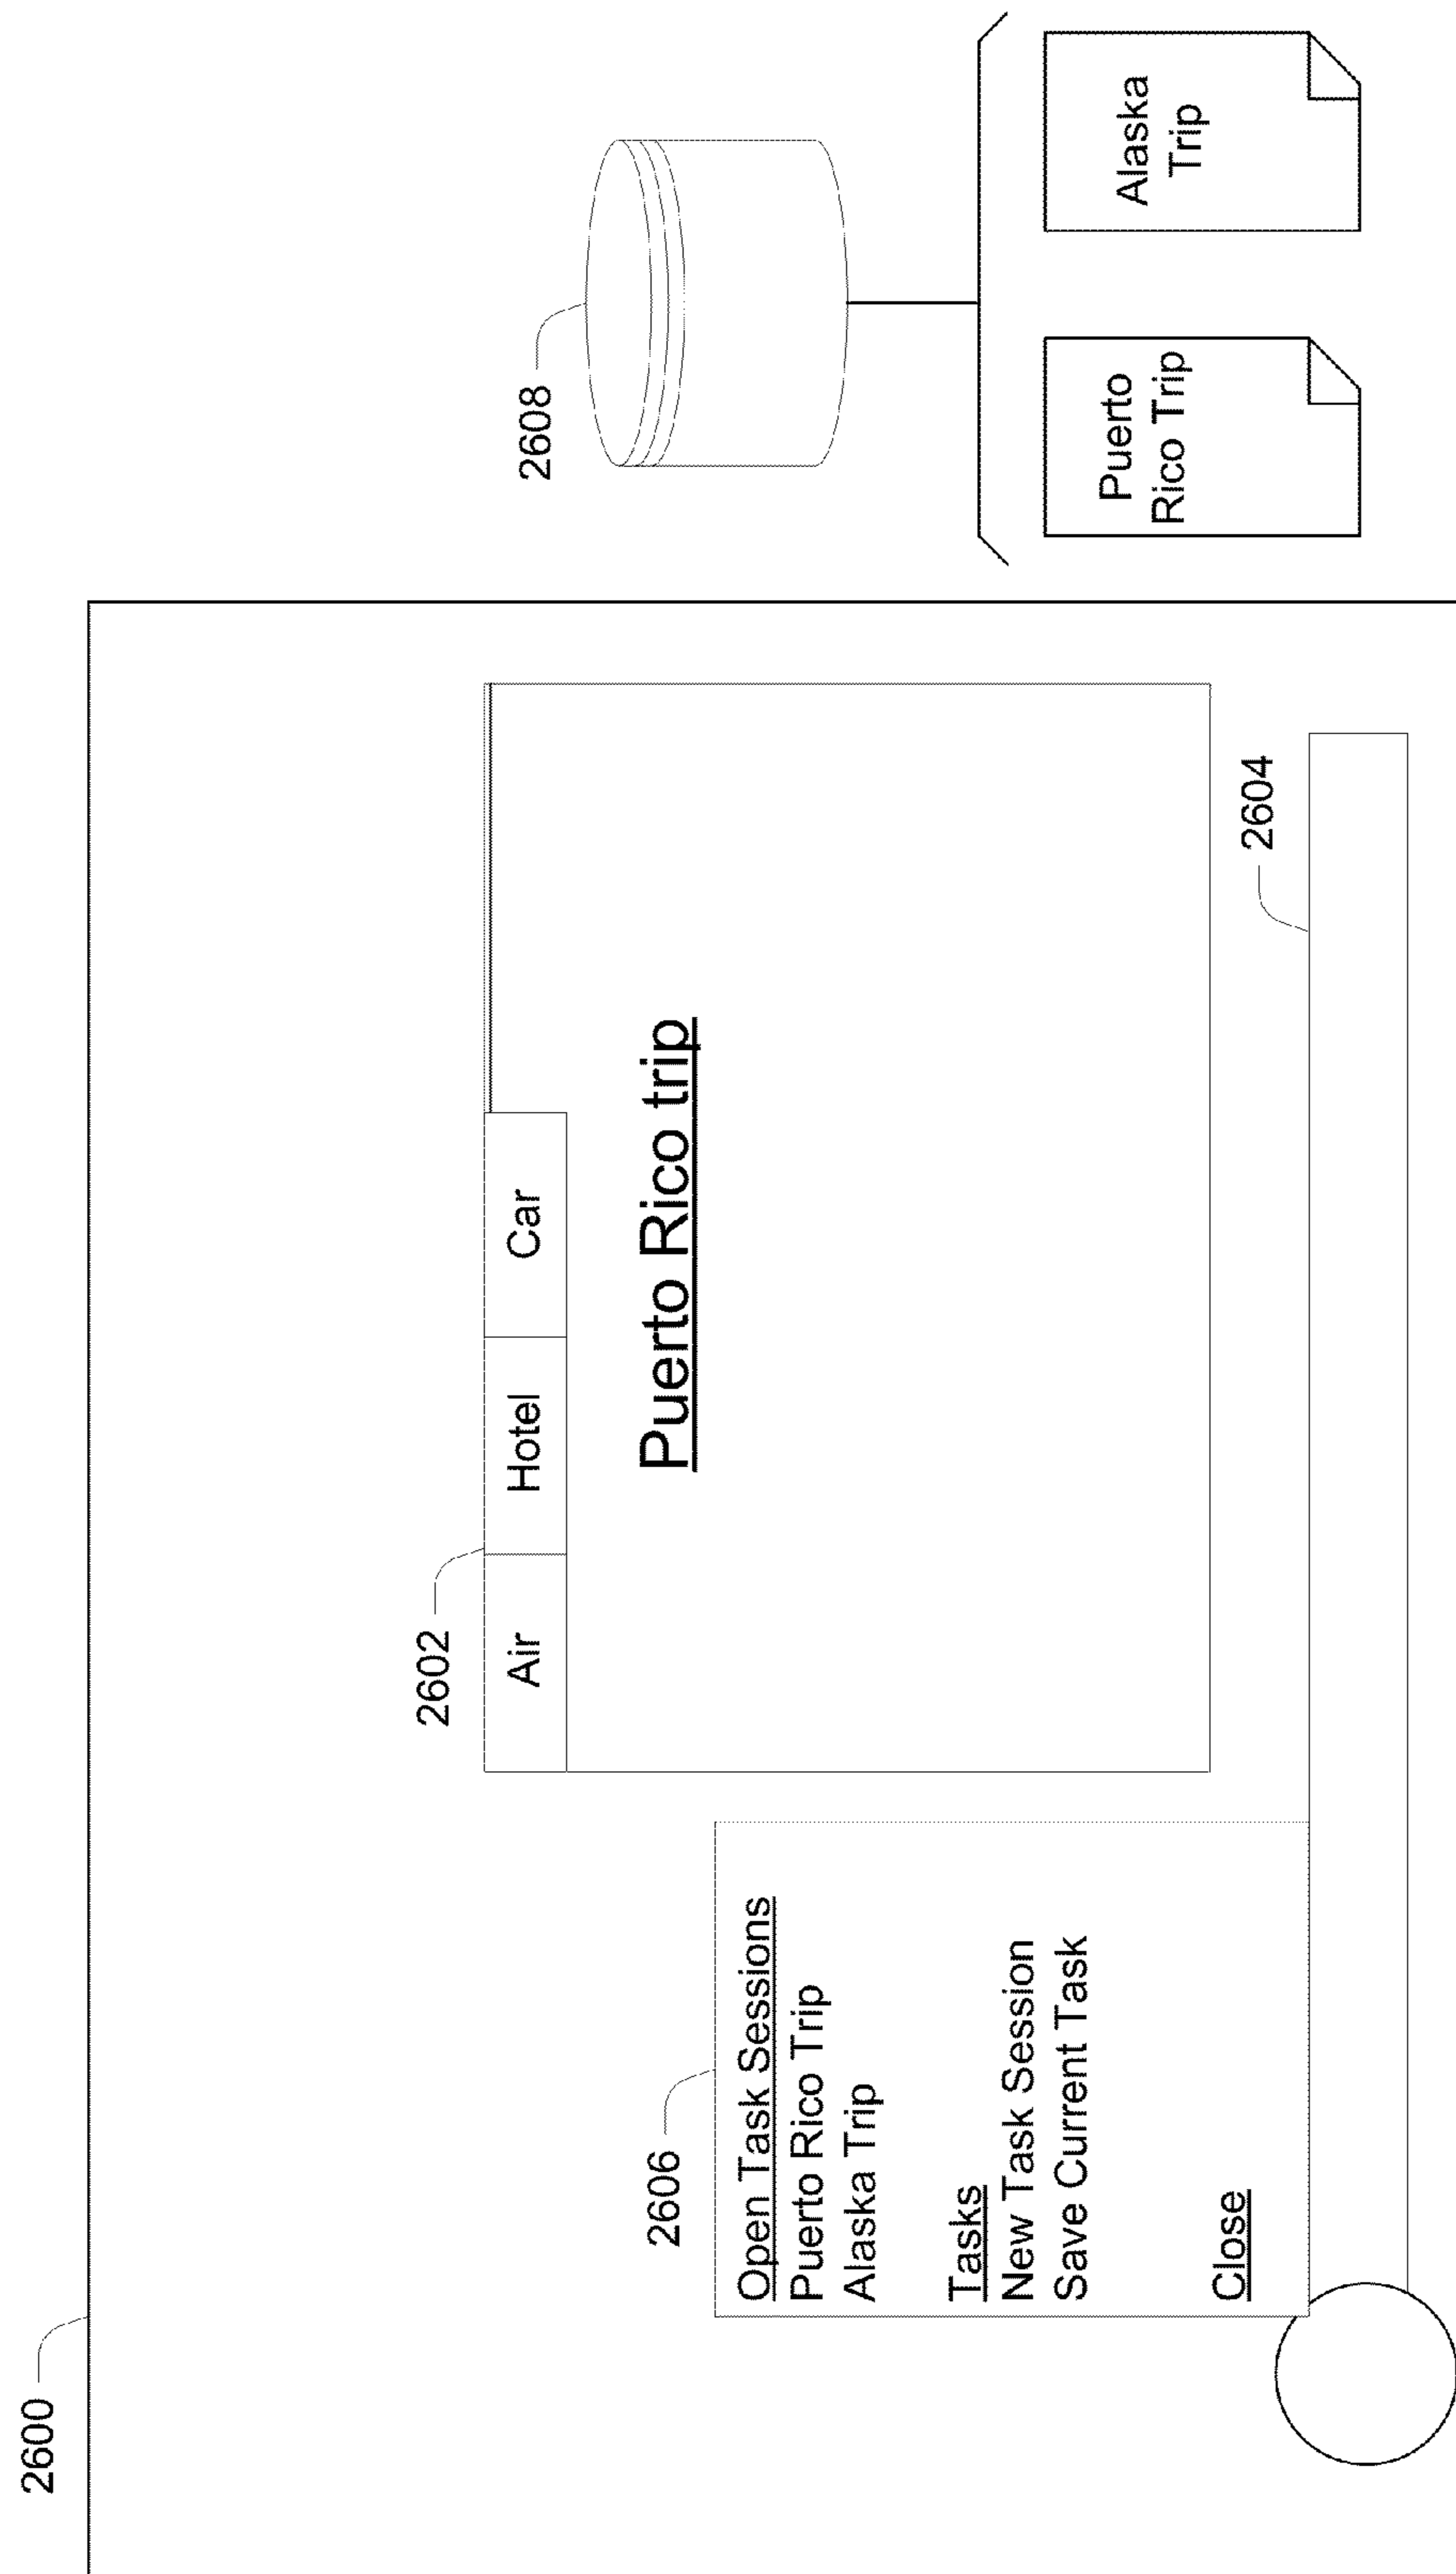 2600
2608
2602
Air
Hotel
Car
Puerto Rico trip
2606
Open Task Sessions
Puerto Rico Trip
Alaska Trip
Tasks
New Task Session
Save Current Task
Close
2604
Puerto
Rico Trip
Alaska
Trip